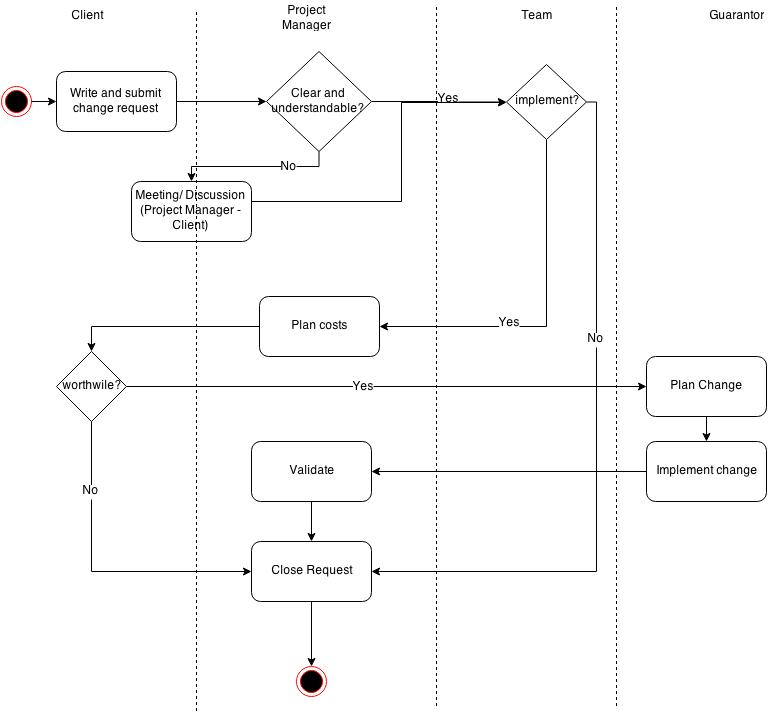 Client
Project
Manager
Team
Guarantor
Write and submit
change request
Clear and
understandable?
Yes
implement?
No
Meeting/ Discussion
(Project Manager -
Client)
Plan costs
Yes
No
worthwile?
Yes
Plan Change
Validate
Implement change
No
Close Request